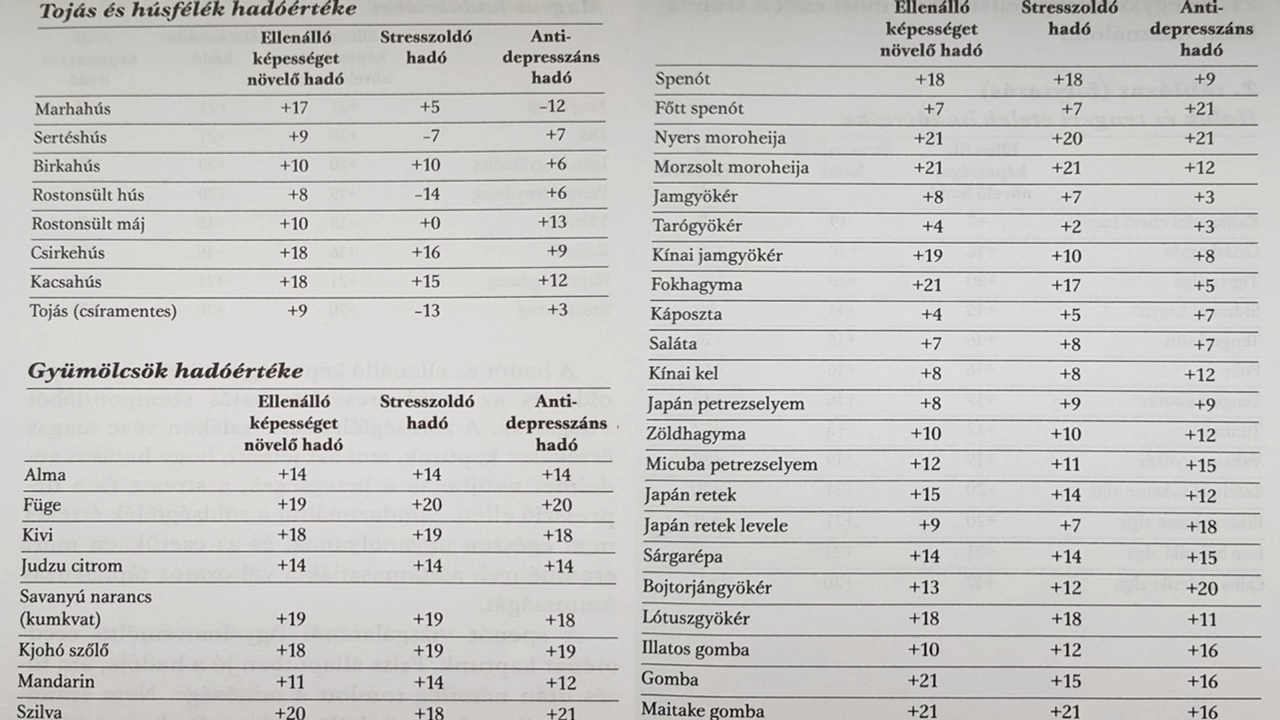 Tojás és húsfélék hadóértéke
Ellenálló képességet növelő hadó Stresszoldó hadó Anti-depresszáns hadó
Marhahús +17 +5 –12
Sertéshús +9 –7 +7
Birkahús +10 +10 +6
Rostonsült hús +8 –14 +6
Rostonsült máj +10 +0 +13
Csirkehús +18 +16 +9
Kacsahús +18 +15 +12
Tojás (csíramentes) +9 –13 +3
Gyümölcsök hadóértéke
Ellenálló képességet növelő hadó Stresszoldó hadó Anti-depresszáns hadó
Alma +14 +14 +14
Füge +19 +20 +20
Kivi +18 +19 +18
Judzu citrom +14 +14 +14
Savanyú narancs
(kumkvat) +19 +19 +18
Kjohó szőlő +18 +19 +19
Mandarin +11 +14 +12
Szilva +20 +18 +21
Ellenálló képességet növelő hadó Stresszoldó hadó Anti-depresszáns hadó
Spenót +18 +18 +9
Főtt spenót +7 +7 +21
Nyers moroheija +21 +20 +21
Morzsolt moroheija +21 +21 +12
Jamgyökér +8 +7 +3
Tarógyökér +4 +2 +3
Kínai jamgyökér +19 +10 +8
Fokhagyma +21 +17 +5
Káposzta +4 +5 +7
Saláta +7 +8 +7
Kínai kel +8 +8 +12
Japán petrezselyem +8 +9 +9
Zöldhagyma +10 +10 +12
Micuba petrezselyem +12 +11 +15
Japán retek +15 +14 +12
Japán retek levele +9 +7 +18
Sárgarépa +14 +14 +15
Bojtorjángyökér +13 +12 +20
Lótuszgyökér +18 +18 +11
Illatos gomba +10 +12 +16
Gomba +21 +15 +16
Maitake gomba +21 +21 +16